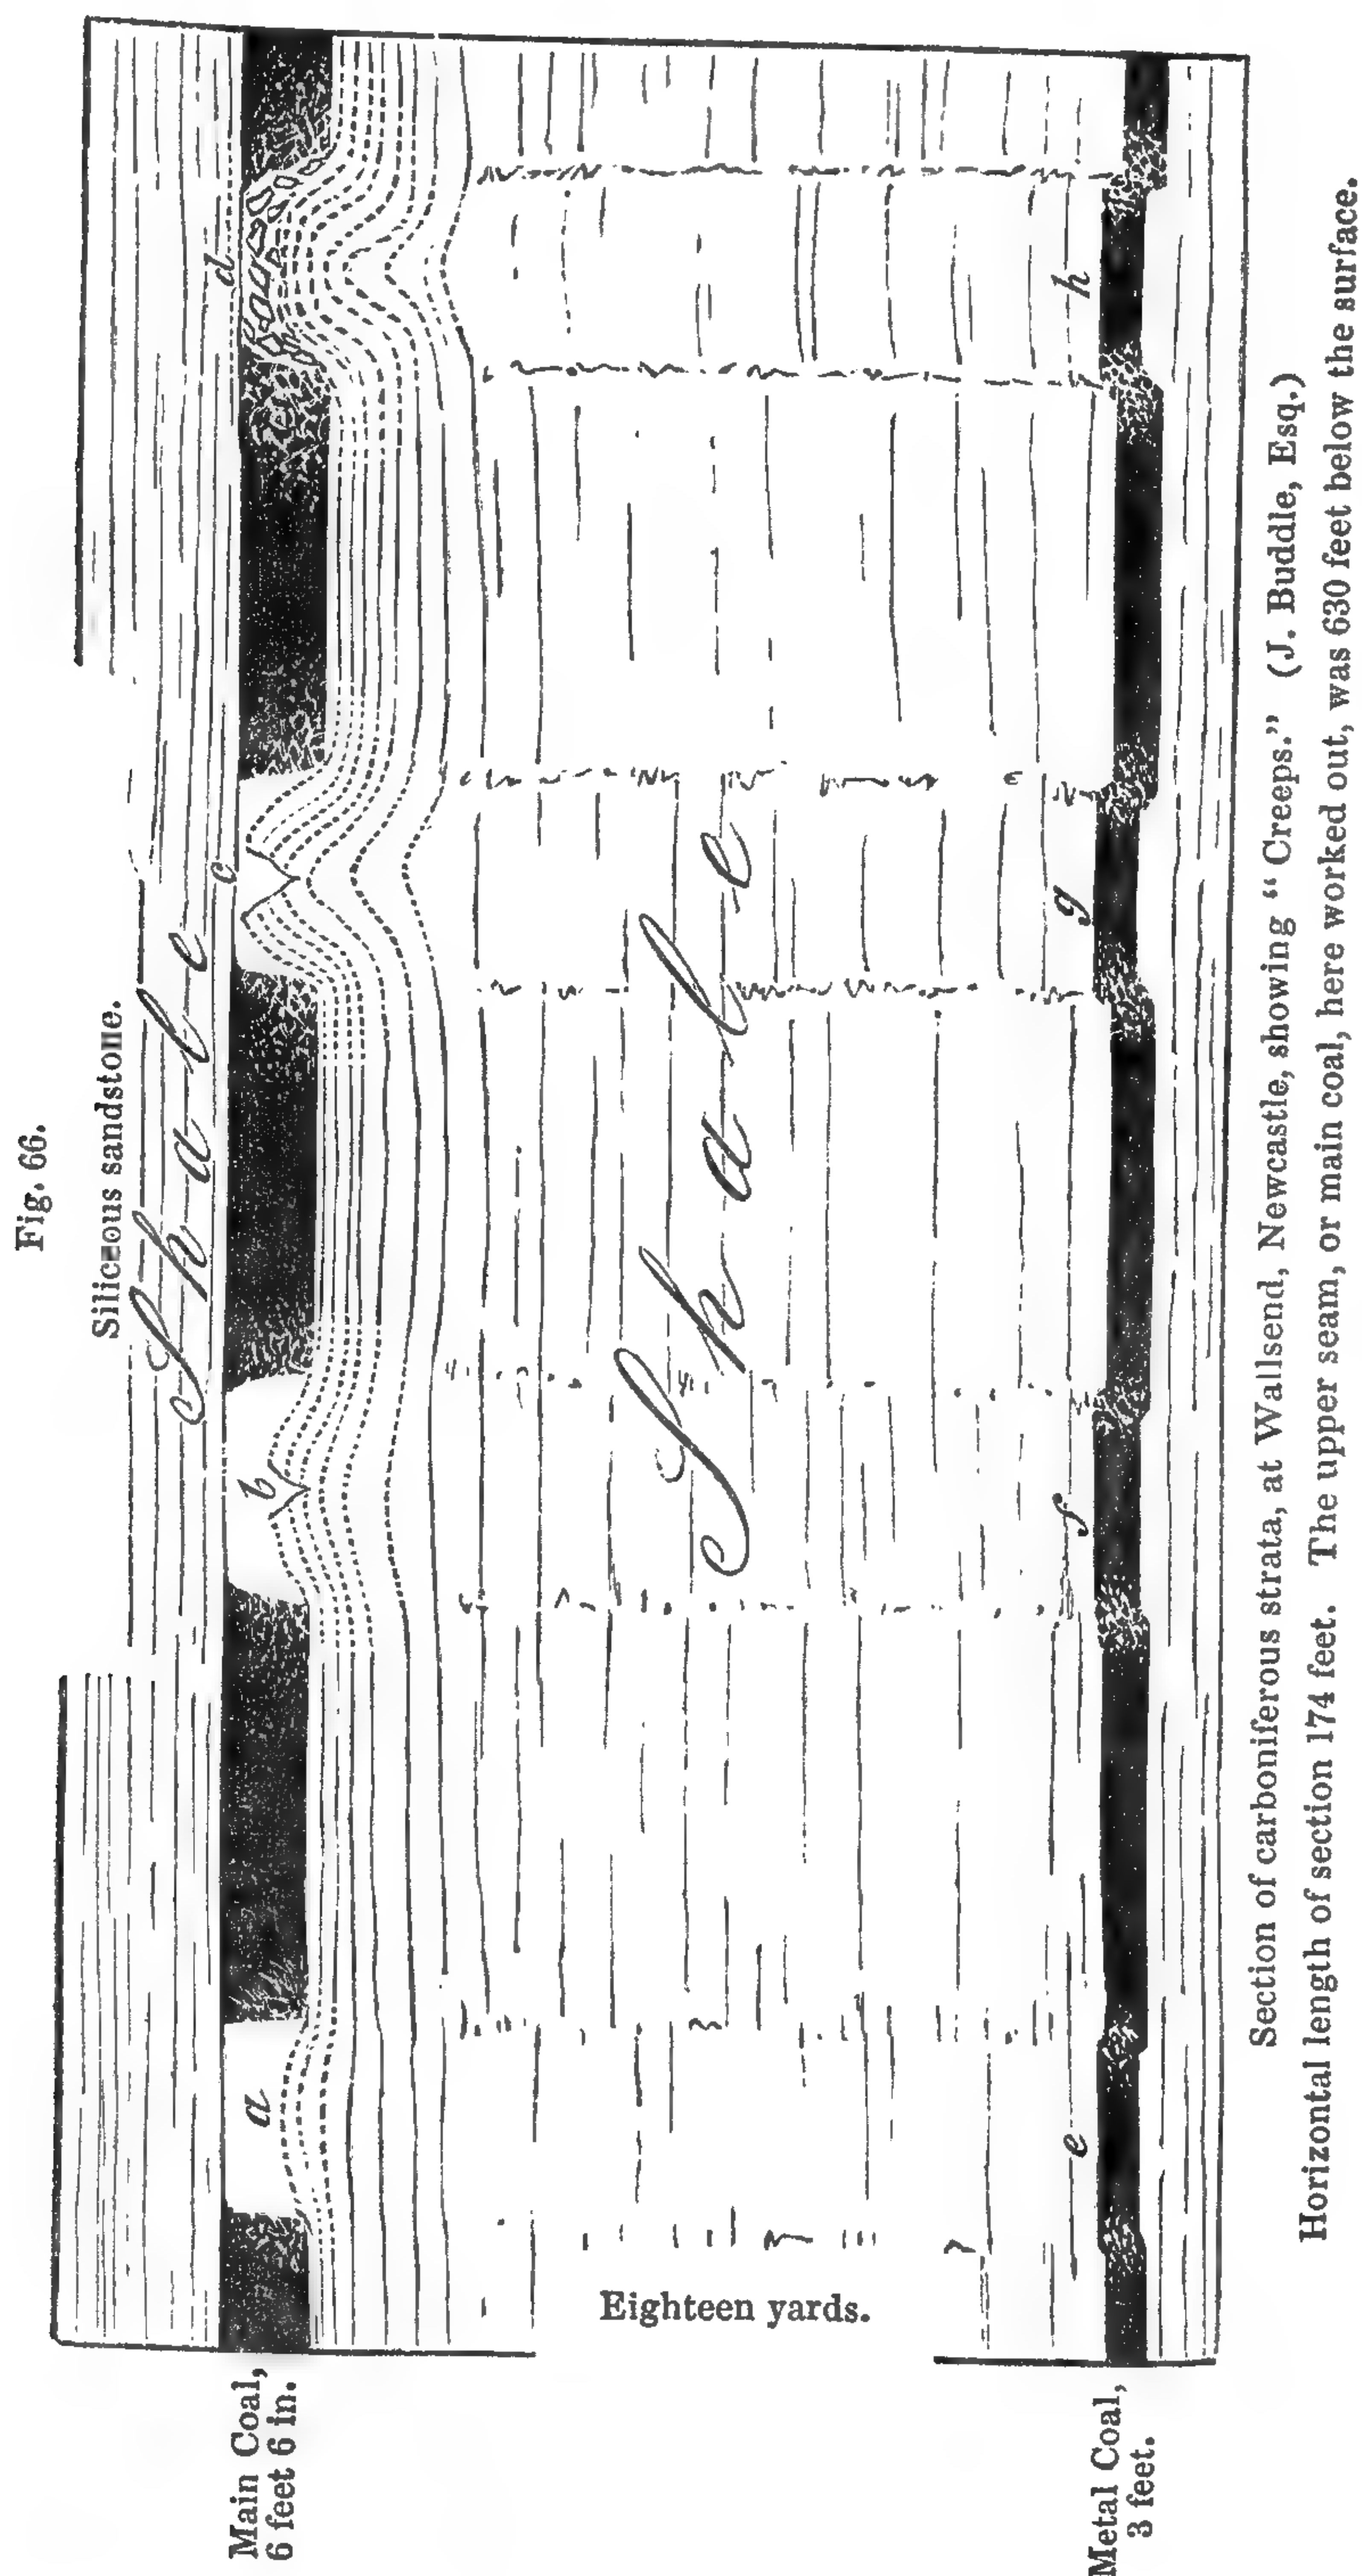 Fig. 66.
Siliceous sandstone.
Shale
a
b
c
d
Main Coal,
6 feet 6 in.
Shale
Eighteen yards.
e
f
g
h
Metal Coal,
3 feet.
Section of carboniferous strata, at Wallsend, Newcastle, showing “Creeps.” (J. Buddle, Esq.)
Horizontal length of section 174 feet. The upper seam, or main coal, here worked out, was 630 feet below the surface.